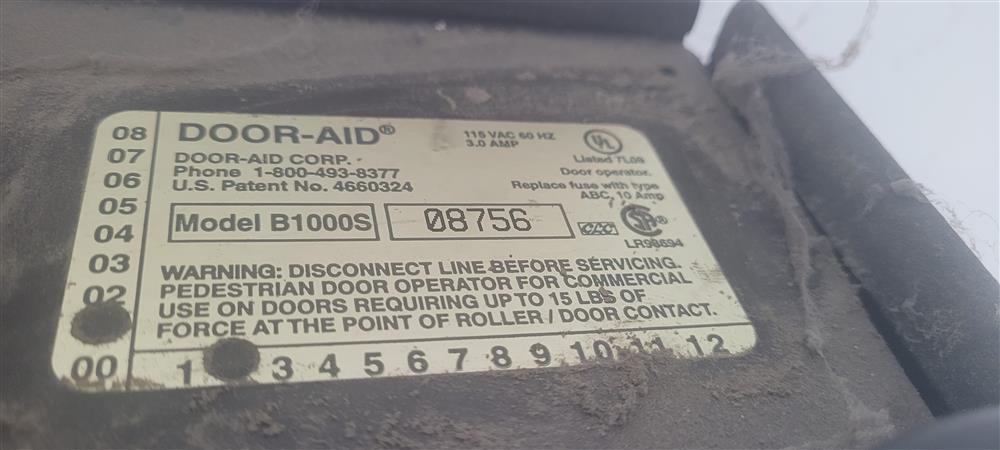 DOOR-AID®
DOOR-AID CORP.
Phone 1-800-493-8377
U.S. Patent No. 4660324
115 VAC 60 HZ
3.0 AMP
UL
Listed 7L09
Door operator.
Replace fuse with type
ABC, 10 Amp
Model B1000S
08756
SA®
LR98694
WARNING: DISCONNECT LINE BEFORE SERVICING.
PEDESTRIAN DOOR OPERATOR FOR COMMERCIAL
USE ON DOORS REQUIRING UP TO 15 LBS OF
FORCE AT THE POINT OF ROLLER / DOOR CONTACT.
08
07
06
05
04
03
02
00
1 3 4 5 6 7 8 9 10 11 12